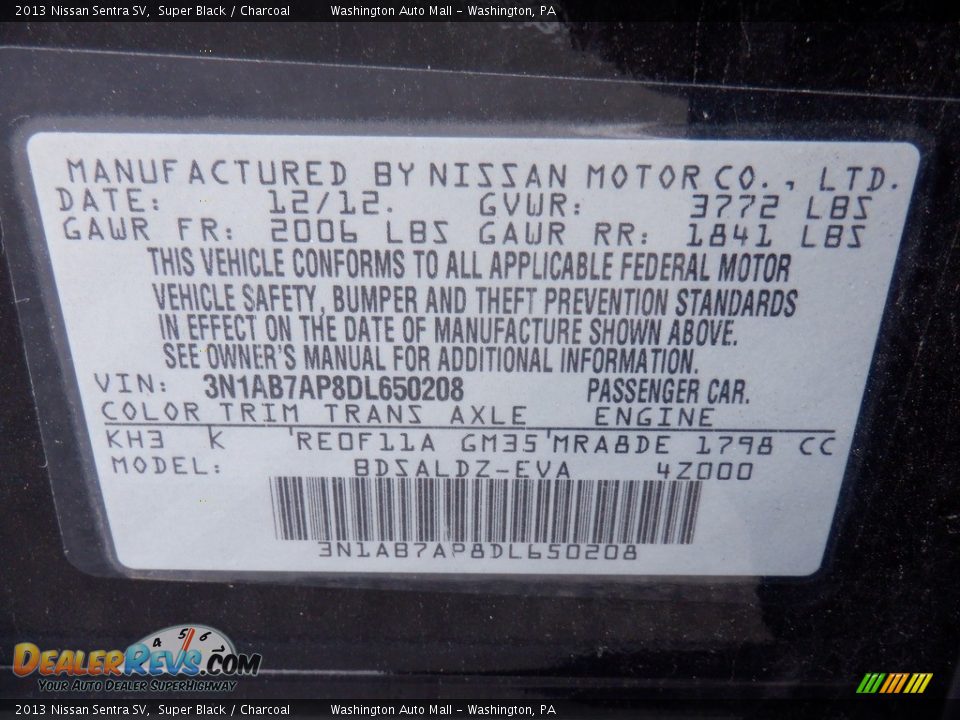 2013 Nissan Sentra SV, Super Black / Charcoal Washington Auto Mall - Washington, PA
MANUFACTURED BY NISSAN MOTOR CO., LTD.
DATE: 12/12. GVWR: 3772 LBS
GAWR FR: 2006 LBS GAWR RR: 1841 LBS
THIS VEHICLE CONFORMS TO ALL APPLICABLE FEDERAL MOTOR
VEHICLE SAFETY, BUMPER AND THEFT PREVENTION STANDARDS
IN EFFECT ON THE DATE OF MANUFACTURE SHOWN ABOVE.
SEE OWNER'S MANUAL FOR ADDITIONAL INFORMATION.
VIN: 3N1AB7AP8DL650208 PASSENGER CAR.
COLOR TRIM TRANS AXLE ENGINE
KH3 K 'RE0F11A GM35'MRA8DE 1798 CC
MODEL: BDSALDZ-EVA 4Z000
3N1AB7AP8DL650208
4 5 6
DEALERREVS.COM
YOUR AUTO DEALER SUPERHIGHWAY
2013 Nissan Sentra SV, Super Black / Charcoal Washington Auto Mall - Washington, PA